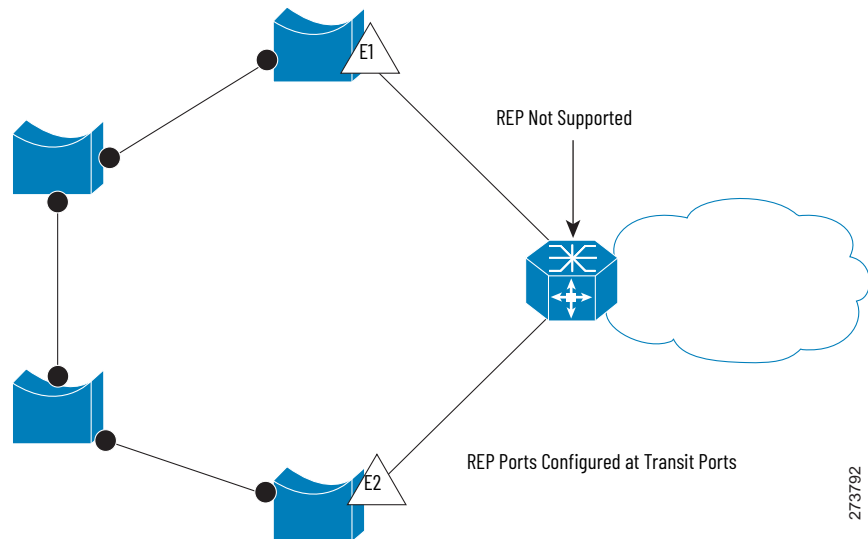 E1
REP Not Supported
E2
REP Ports Configured at Transit Ports
273792